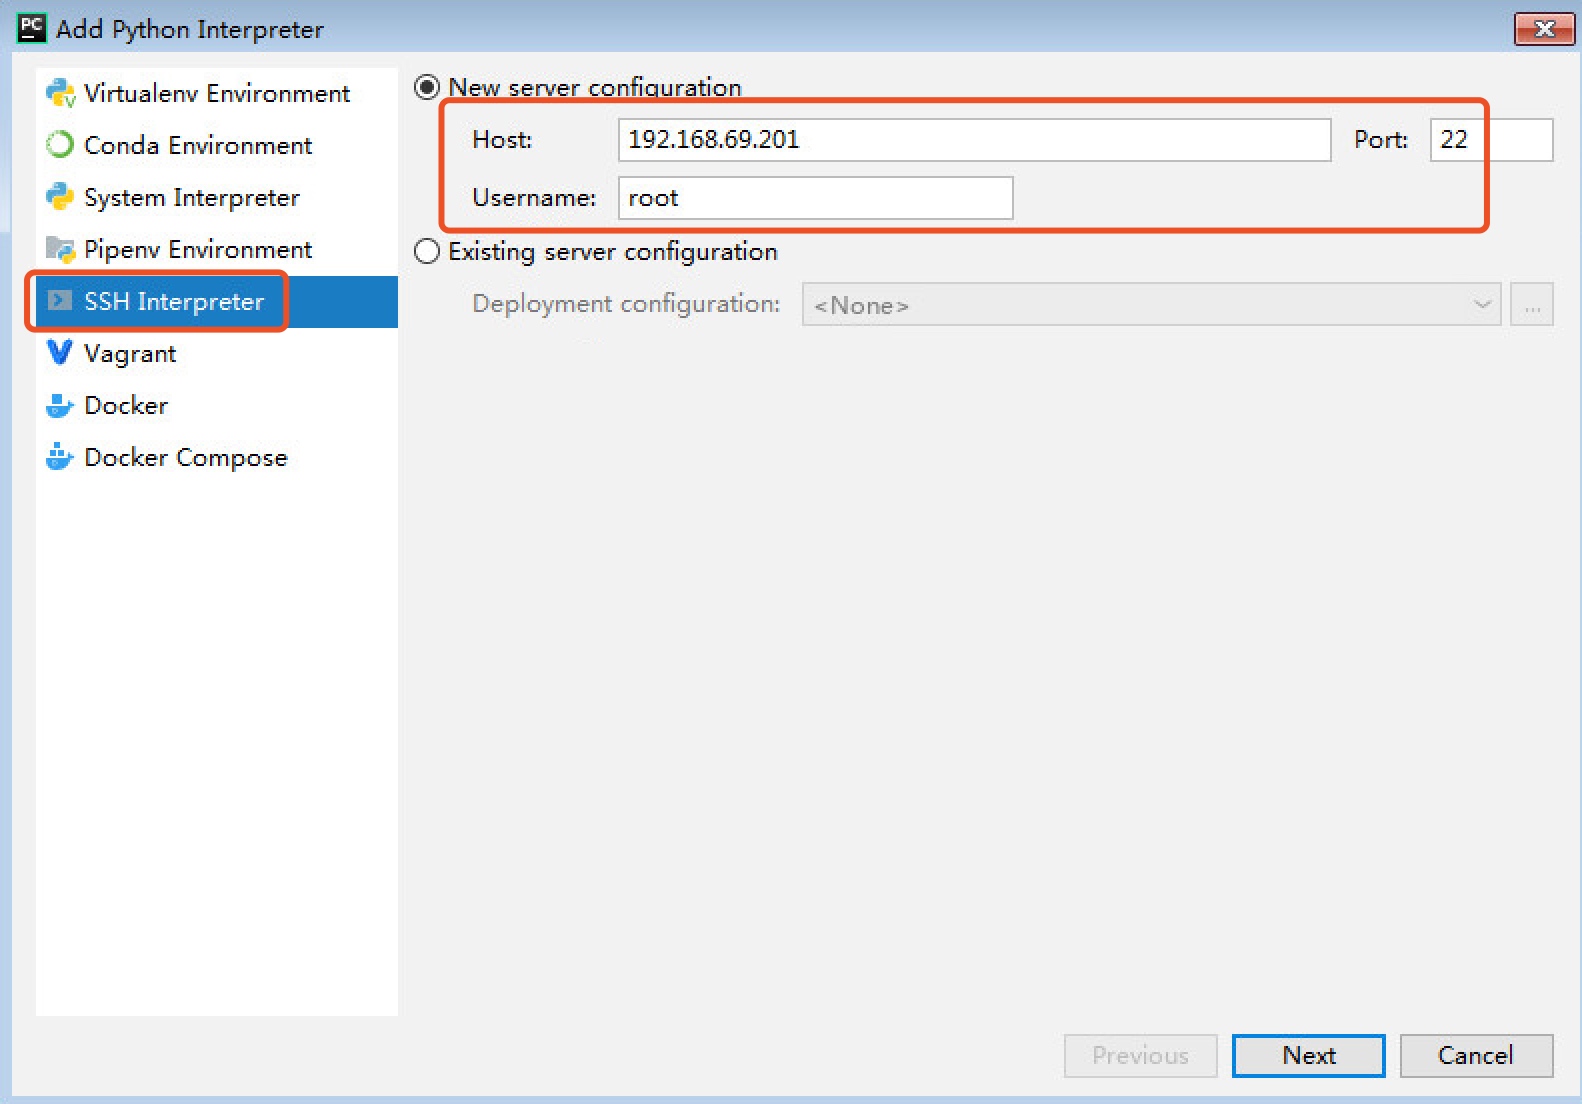 PC Add Python Interpreter
Virtualenv Environment
Conda Environment
System Interpreter
Pipenv Environment
SSH Interpreter
Vagrant
Docker
Docker Compose
New server configuration
Host: 192.168.69.201 Port: 22
Username: root
Existing server configuration
Deployment configuration: <None> ...
Previous Next Cancel